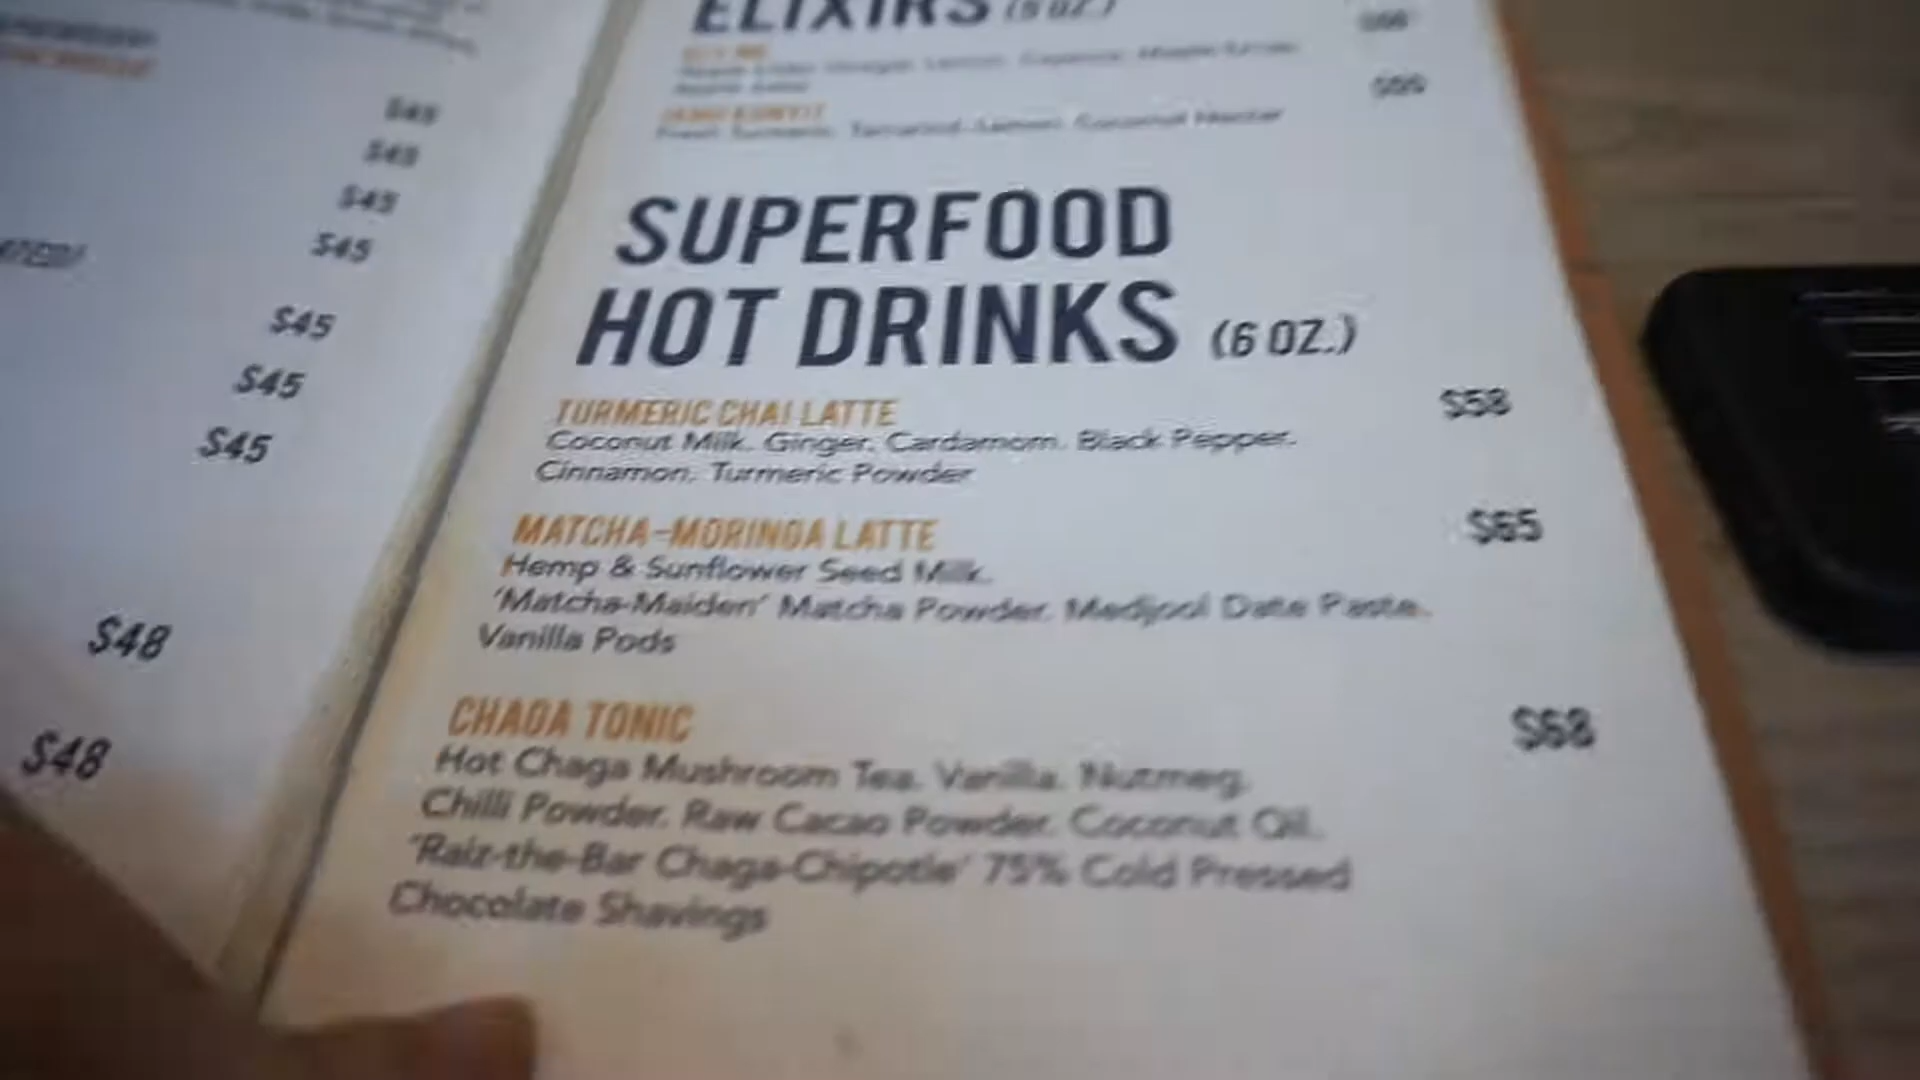 $45
$45
$45
$45
$45
$45
$45
$48
$48
ELIXIRS (5 OZ.)
SUPERFOOD
HOT DRINKS (6 OZ.)
TURMERIC CHAI LATTE $58
Coconut Milk, Ginger, Cardamom, Black Pepper,
Cinnamon, Turmeric Powder
MATCHA-MORINGA LATTE $65
Hemp & Sunflower Seed Milk,
'Matcha-Maiden' Matcha Powder, Medjool Date Paste,
Vanilla Pods
CHAGA TONIC $68
Hot Chaga Mushroom Tea, Vanilla, Nutmeg,
Chilli Powder, Raw Cacao Powder, Coconut Oil,
'Raiz-the-Bar Chaga-Chipotle' 75% Cold Pressed
Chocolate Shavings